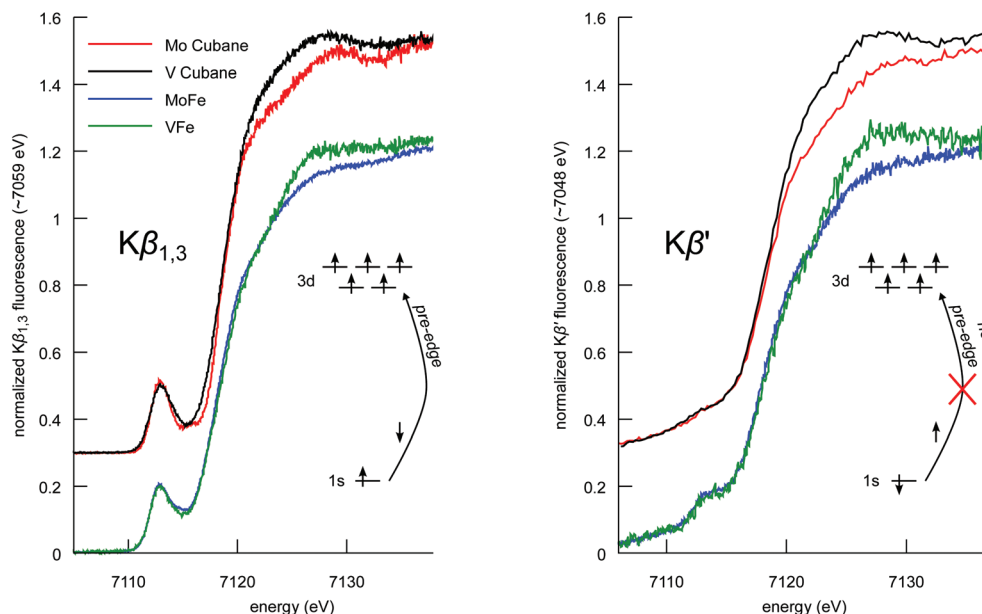 1.6
1.4
1.2
1
0.8
0.6
0.4
0.2
0
normalized Kβ1,3 fluorescence (~7059 eV)
Mo Cubane
V Cubane
MoFe
VFe
Kβ1,3
3d
pre-edge
1s
7110
7120
7130
energy (eV)
1.6
1.4
1.2
1
0.8
0.6
0.4
0.2
0
normalized Kβ' fluorescence (~7048 eV)
Kβ'
3d
pre-edge
1s
7110
7120
7130
energy (eV)